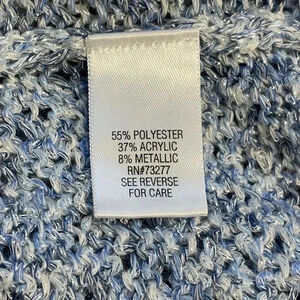 55% POLYESTER
37% ACRYLIC
8% METALLIC
RN#73277
SEE REVERSE
FOR CARE